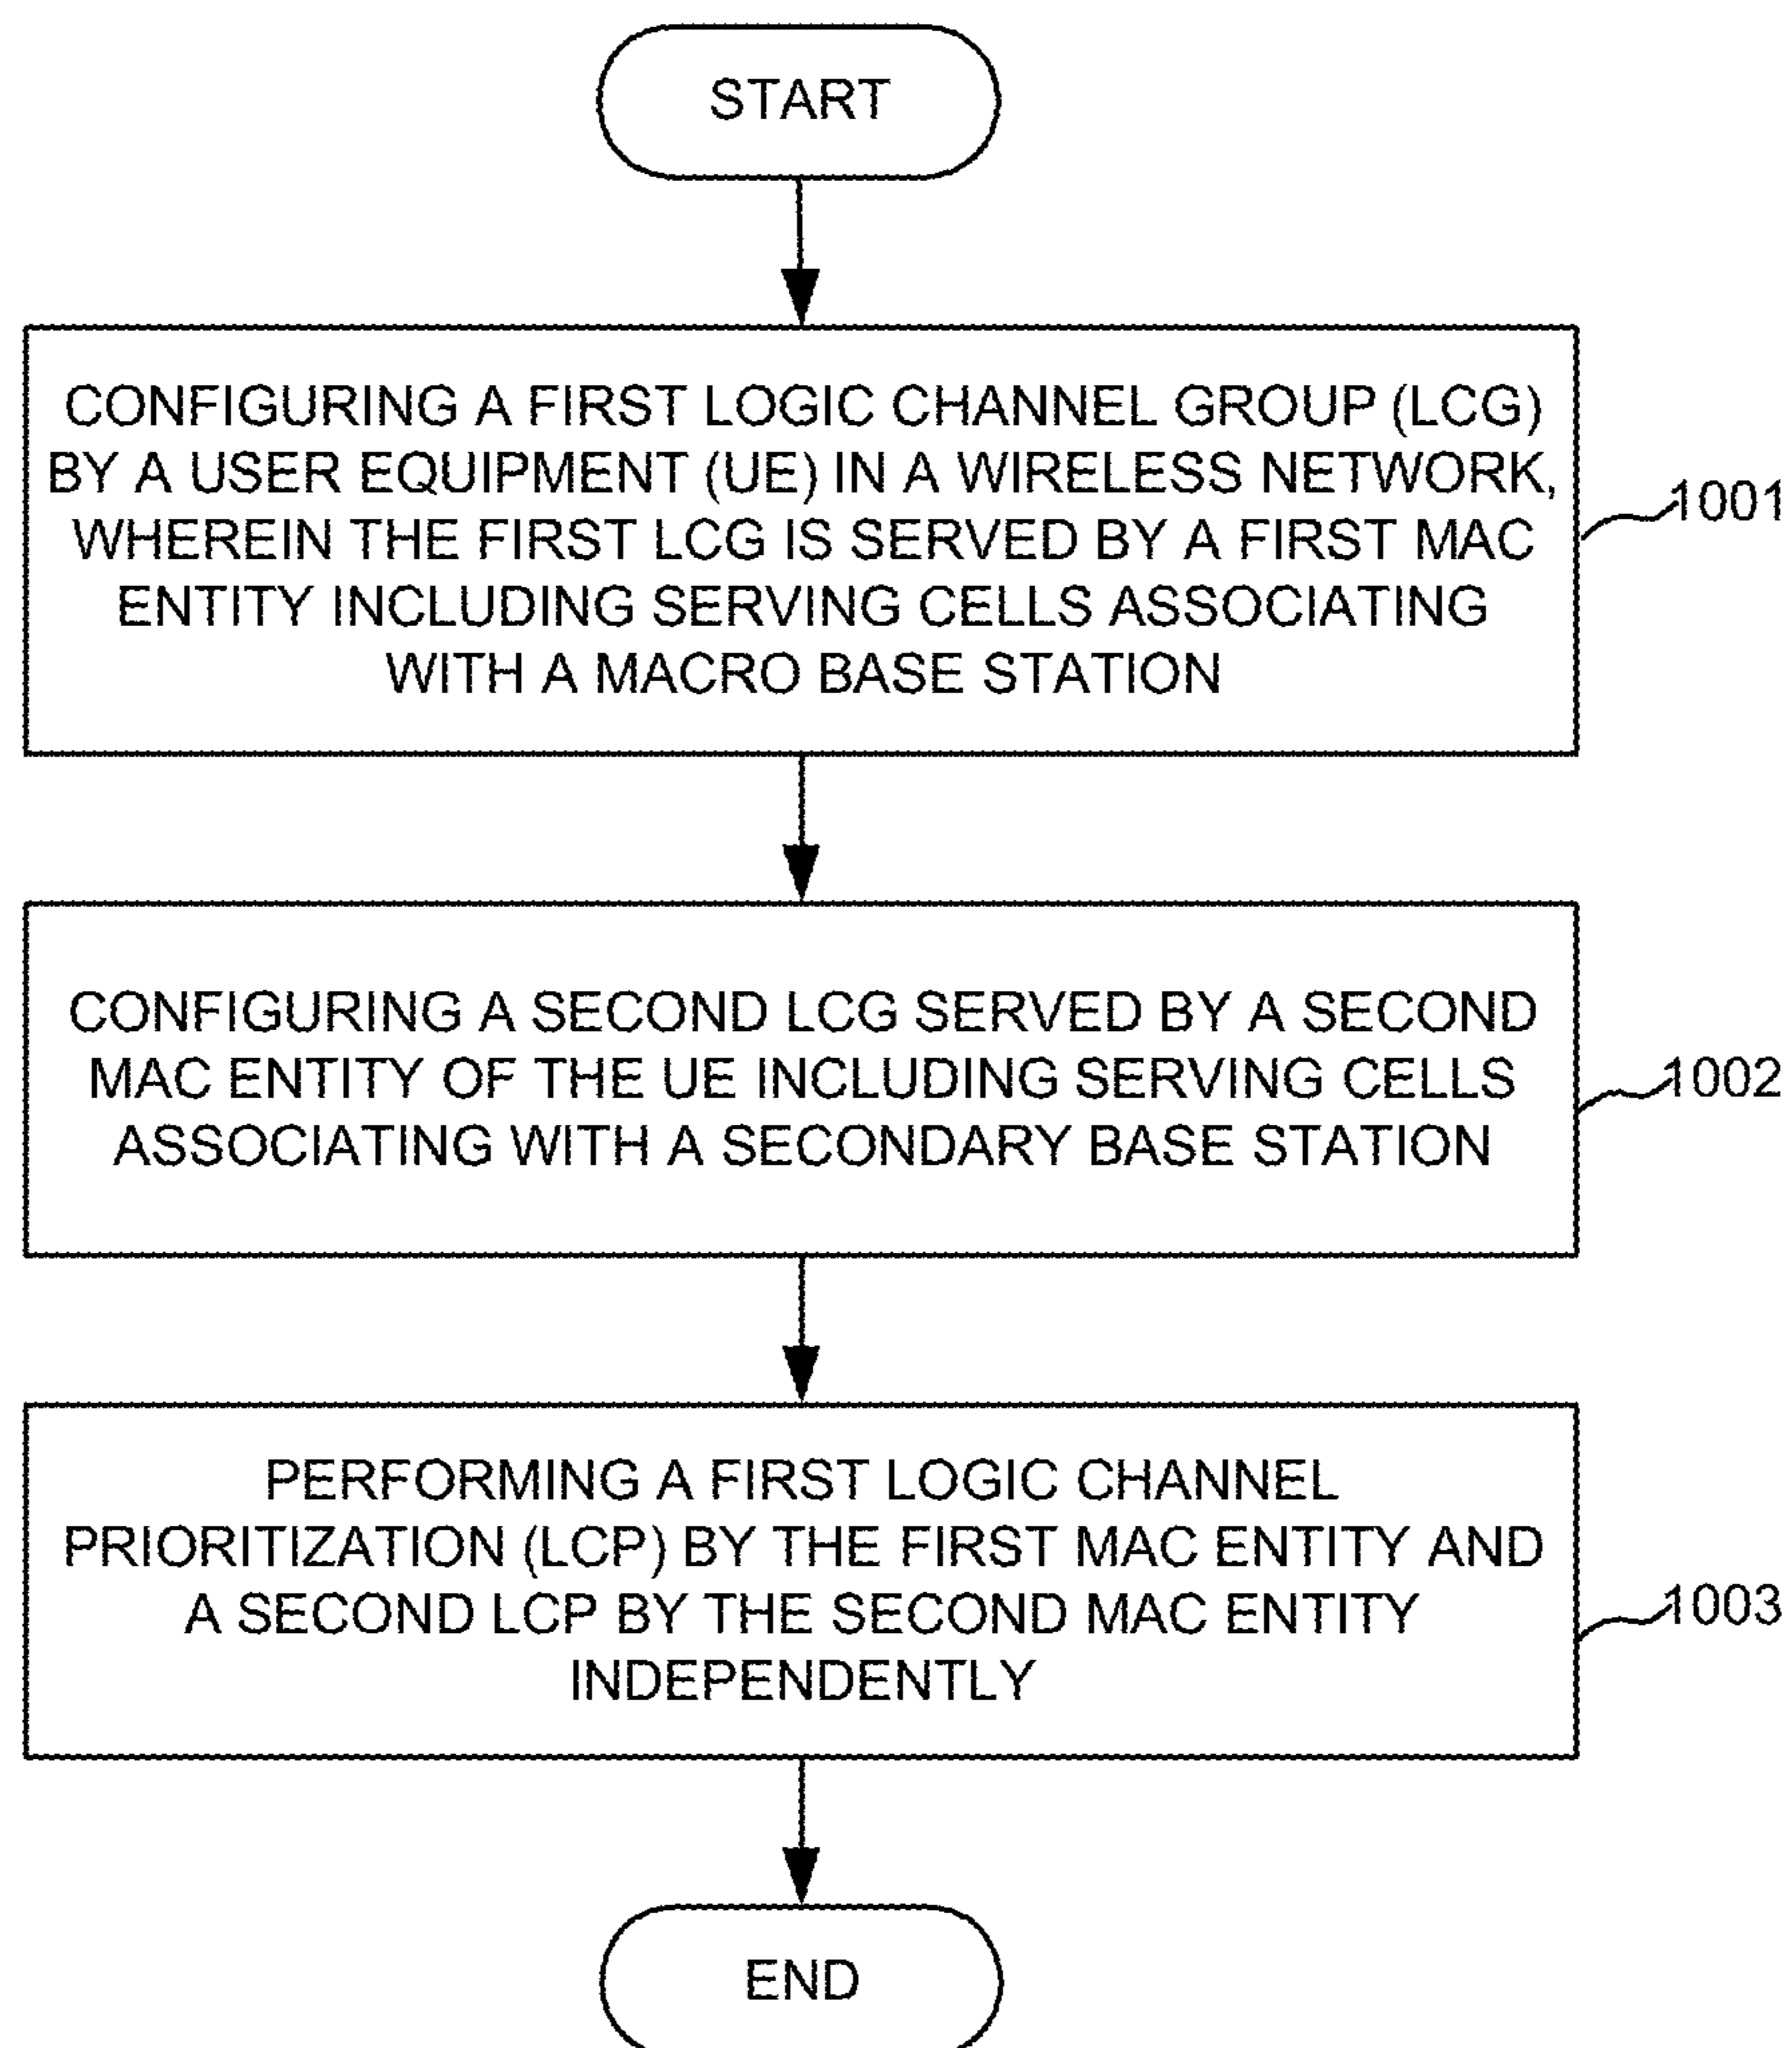 START
CONFIGURING A FIRST LOGIC CHANNEL GROUP (LCG)
BY A USER EQUIPMENT (UE) IN A WIRELESS NETWORK,
WHEREIN THE FIRST LCG IS SERVED BY A FIRST MAC
ENTITY INCLUDING SERVING CELLS ASSOCIATING
WITH A MACRO BASE STATION
1001
CONFIGURING A SECOND LCG SERVED BY A SECOND
MAC ENTITY OF THE UE INCLUDING SERVING CELLS
ASSOCIATING WITH A SECONDARY BASE STATION
1002
PERFORMING A FIRST LOGIC CHANNEL
PRIORITIZATION (LCP) BY THE FIRST MAC ENTITY AND
A SECOND LCP BY THE SECOND MAC ENTITY
INDEPENDENTLY
1003
END